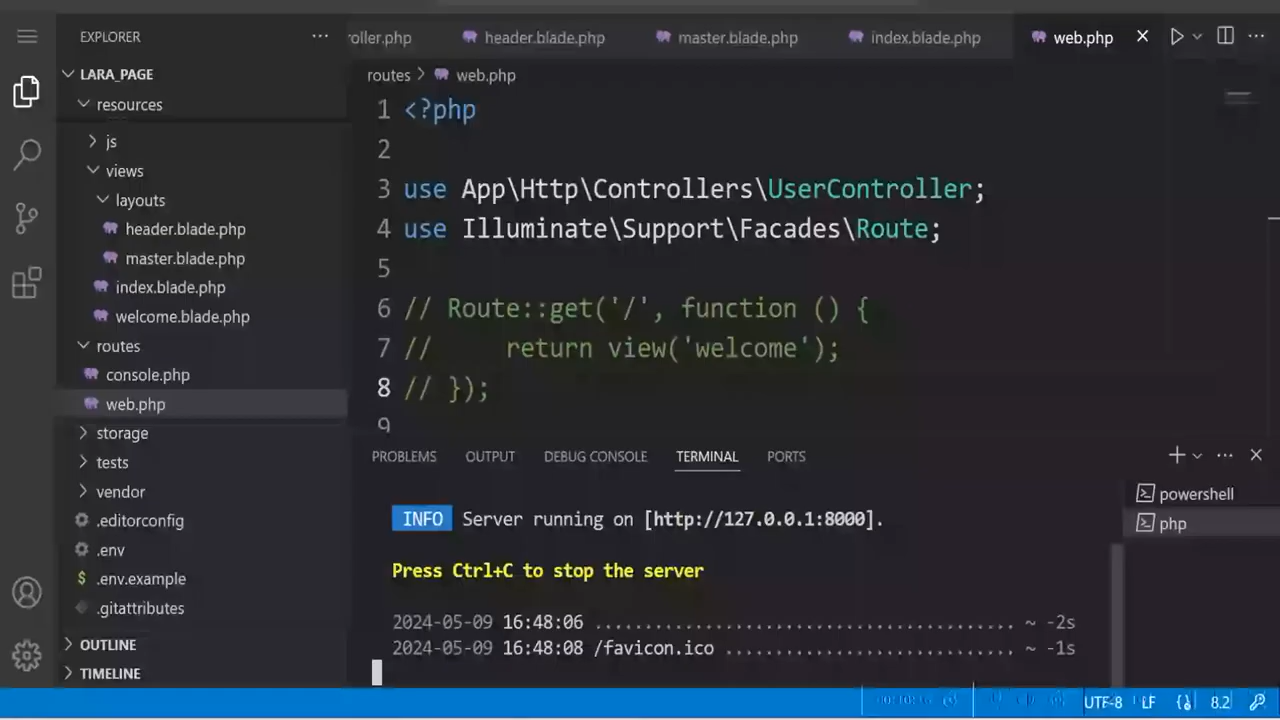 EXPLORER
LARA_PAGE
resources
js
views
layouts
header.blade.php
master.blade.php
index.blade.php
welcome.blade.php
routes
console.php
web.php
storage
tests
vendor
.editorconfig
.env
$ .env.example
.gitattributes
OUTLINE
TIMELINE
roller.php header.blade.php master.blade.php index.blade.php web.php
routes > web.php
1 <?php
2
3 use App\Http\Controllers\UserController;
4 use Illuminate\Support\Facades\Route;
5
6 // Route::get('/', function () {
7 //     return view('welcome');
8 // });
9
PROBLEMS OUTPUT DEBUG CONSOLE TERMINAL PORTS
INFO Server running on [http://127.0.0.1:8000].
Press Ctrl+C to stop the server
2024-05-09 16:48:06 ....................................... ~ -2s
2024-05-09 16:48:08 /favicon.ico ........................... ~ -1s
powershell
php
UTF-8 LF 8.2